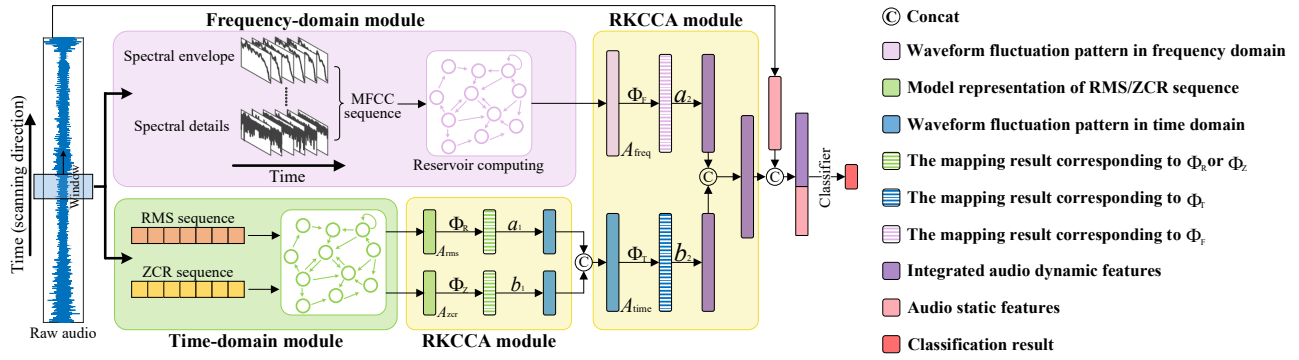 Frequency-domain module
RKCCA module
Spectral envelope
Spectral details
MFCC
sequence
Time
Reservoir computing
Φ_F
a₂
A_freq
Time (scanning direction)
Window
Raw audio
RMS sequence
ZCR sequence
Time-domain module
Φ_R
a₁
A_rms
Φ_Z
b₁
A_zcr
RKCCA module
C
Φ_T
b₂
A_time
C
C
Classifier
C Concat
Waveform fluctuation pattern in frequency domain
Model representation of RMS/ZCR sequence
Waveform fluctuation pattern in time domain
The mapping result corresponding to Φ_R or Φ_Z
The mapping result corresponding to Φ_T
The mapping result corresponding to Φ_F
Integrated audio dynamic features
Audio static features
Classification result